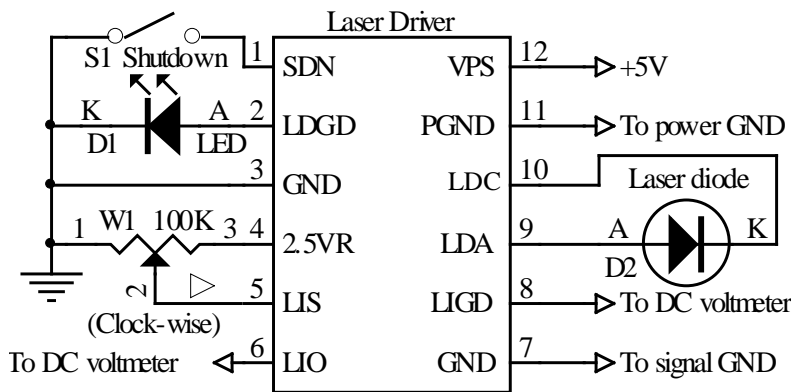 Laser Driver
S1 Shutdown 1 SDN VPS 12 +5V
K A 2 LDGD PGND 11 To power GND
D1 LED
3 GND LDC 10
Laser diode
1 W1 100K 3 4 2.5VR LDA 9 A K
D2
2 5 LIS LIGD 8 To DC voltmeter
(Clock-wise)
To DC voltmeter 6 LIO GND 7 To signal GND